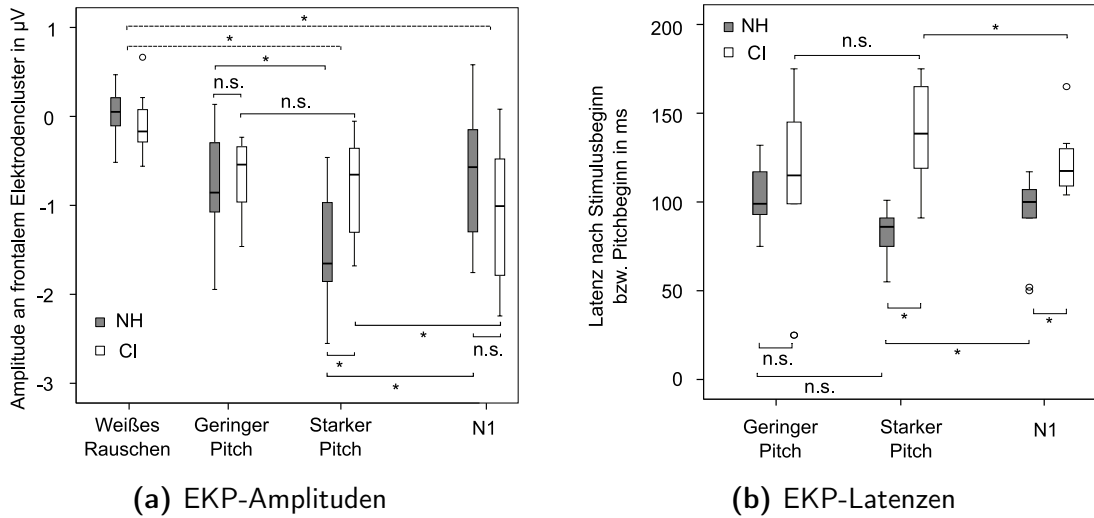 Amplitude an frontalem Elektrodencluster in µV
0
-1
-2
-3
*
*
*
n.s.
n.s.
NH
CI
*
n.s.
*
*
Weißes
Rauschen
Geringer
Pitch
Starker
Pitch
N1
(a) EKP-Amplituden
Latenz nach Stimulusbeginn
bzw. Pitchbeginn in ms
200
150
100
50
0
NH
CI
n.s.
*
*
*
*
n.s.
n.s.
Geringer
Pitch
Starker
Pitch
N1
(b) EKP-Latenzen